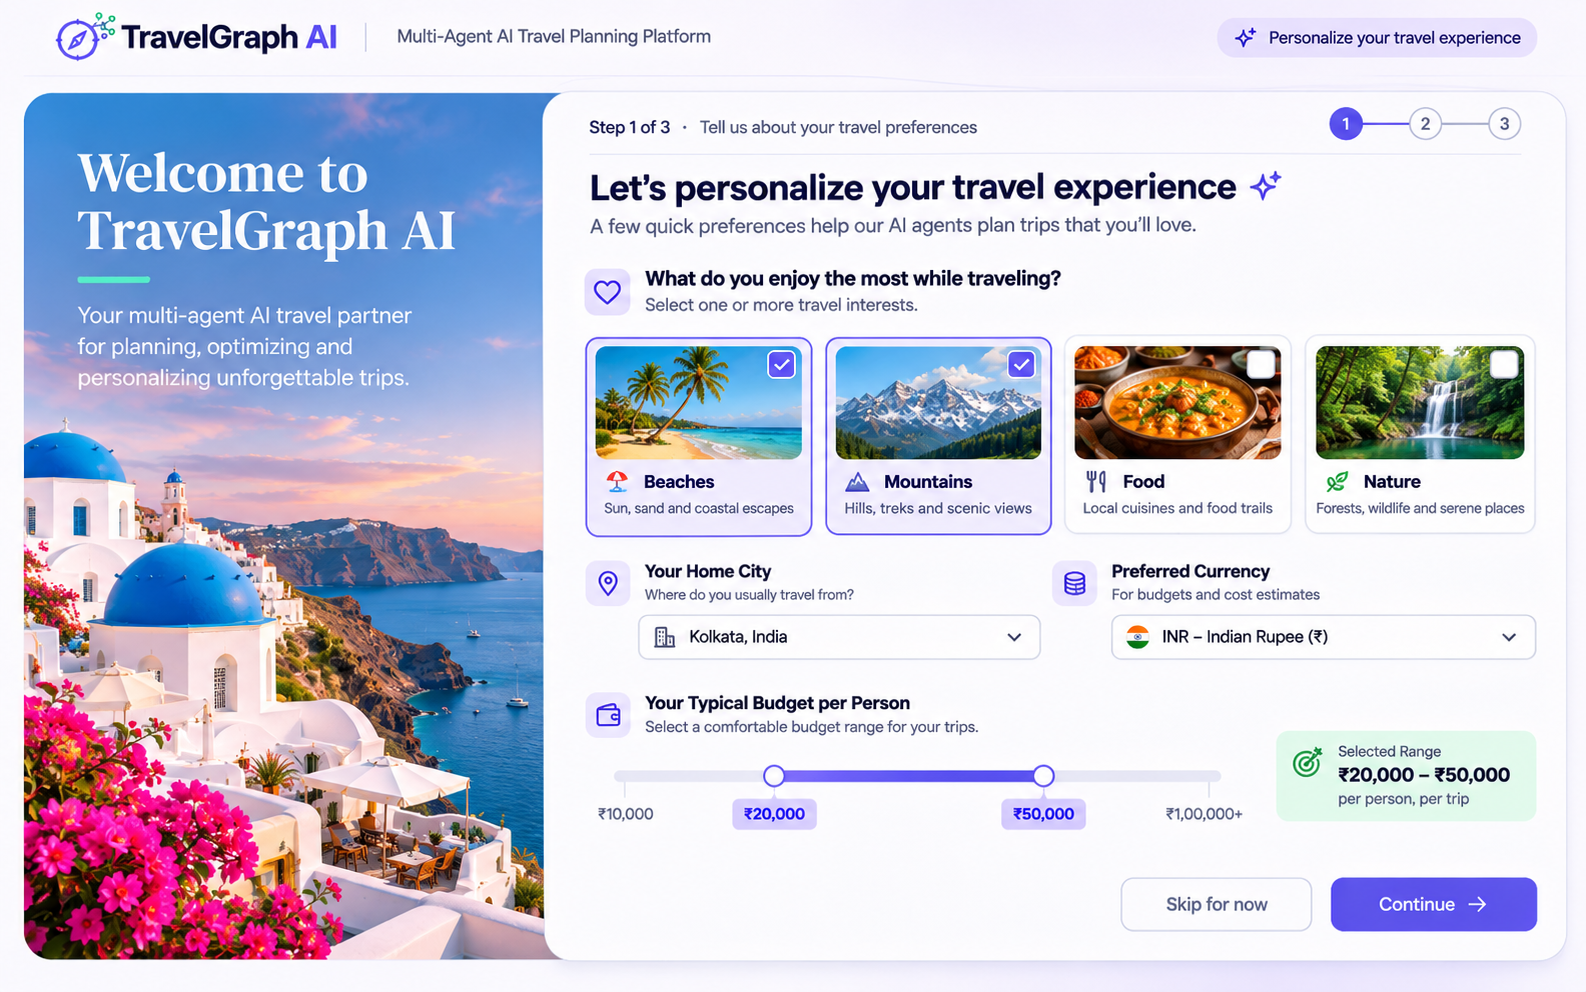 TravelGraph AI
Multi-Agent AI Travel Planning Platform
Personalize your travel experience
Welcome to
TravelGraph AI
Your multi-agent AI travel partner
for planning, optimizing and
personalizing unforgettable trips.
Step 1 of 3 · Tell us about your travel preferences
1
2
3
Let's personalize your travel experience
A few quick preferences help our AI agents plan trips that you'll love.
What do you enjoy the most while traveling?
Select one or more travel interests.
Beaches
Sun, sand and coastal escapes
Mountains
Hills, treks and scenic views
Food
Local cuisines and food trails
Nature
Forests, wildlife and serene places
Your Home City
Where do you usually travel from?
Kolkata, India
Preferred Currency
For budgets and cost estimates
INR – Indian Rupee (₹)
Your Typical Budget per Person
Select a comfortable budget range for your trips.
₹10,000
₹20,000
₹50,000
₹1,00,000+
Selected Range
₹20,000 – ₹50,000
per person, per trip
Skip for now
Continue